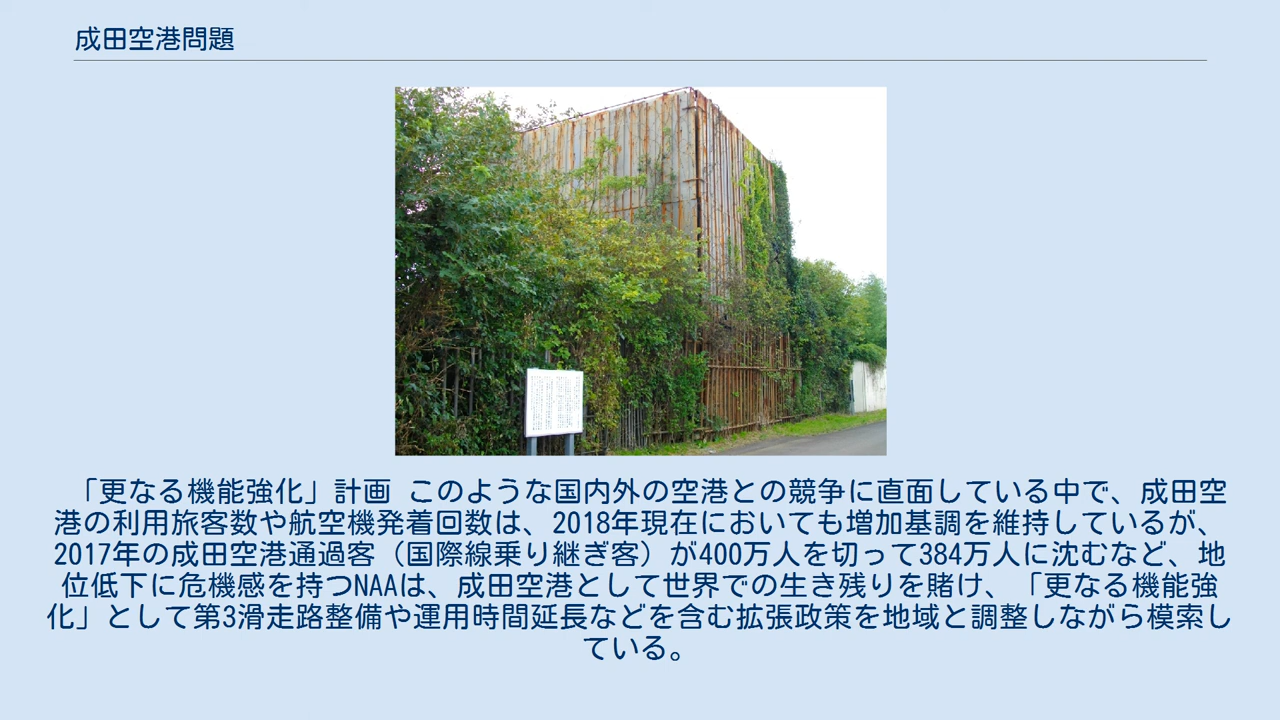 成田空港問題
「更なる機能強化」計画 このような国内外の空港との競争に直面している中で、成田空
港の利用旅客数や航空機発着回数は、2018年現在においても増加基調を維持しているが、
2017年の成田空港通過客（国際線乗り継ぎ客）が400万人を切って384万人に沈むなど、地
位低下に危機感を持つNAAは、成田空港として世界での生き残りを賭け、「更なる機能強
化」として第3滑走路整備や運用時間延長などを含む拡張政策を地域と調整しながら模索し
ている。